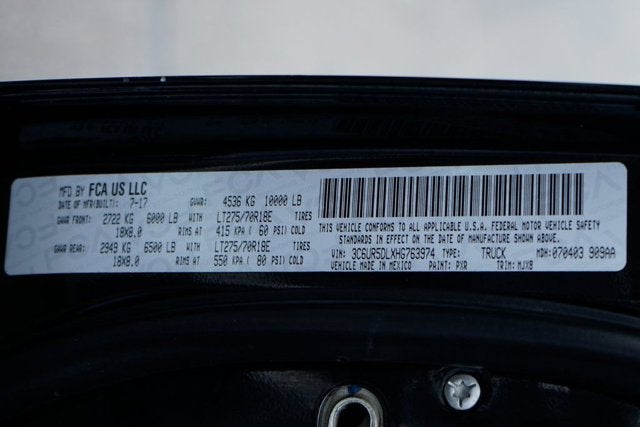 MFD BY FCA US LLC
DATE OF MFR(BUILT): 7-17 GVWR: 4536 KG 10000 LB
GAWR FRONT: 2722 KG 6000 LB WITH LT275/70R18E TIRES
18X8.0 RIMS AT 415 KPA ( 60 PSI) COLD
GAWR REAR: 2949 KG 6500 LB WITH LT275/70R18E TIRES
18X8.0 RIMS AT 550 KPA ( 80 PSI) COLD
THIS VEHICLE CONFORMS TO ALL APPLICABLE U.S.A. FEDERAL MOTOR VEHICLE SAFETY
STANDARDS IN EFFECT ON THE DATE OF MANUFACTURE SHOWN ABOVE.
VIN: 3C6UR5DLXHG763974 TYPE: TRUCK MDH: 070403 909AA
VEHICLE MADE IN MEXICO PAINT: PXR TRIM: MJX9